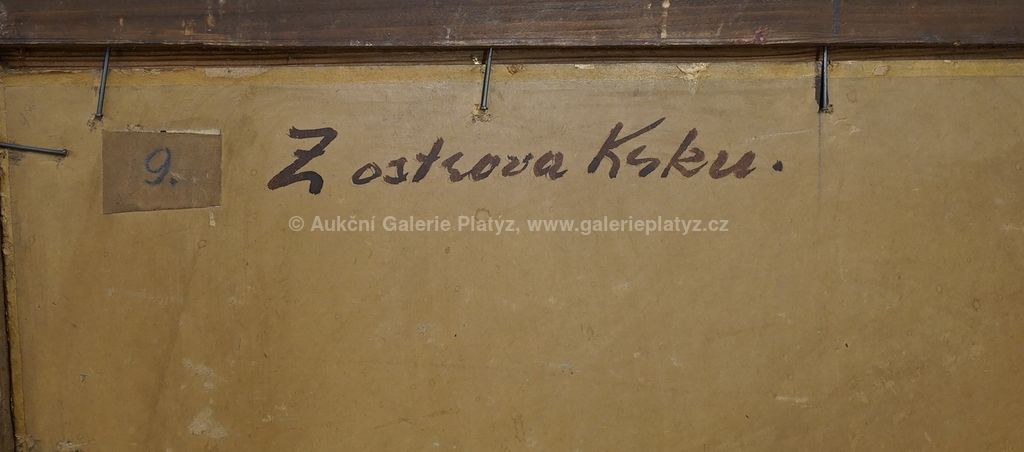 9.
Z ostrova Krku.
© Aukční Galerie Platýz, www.galerieplatyz.cz